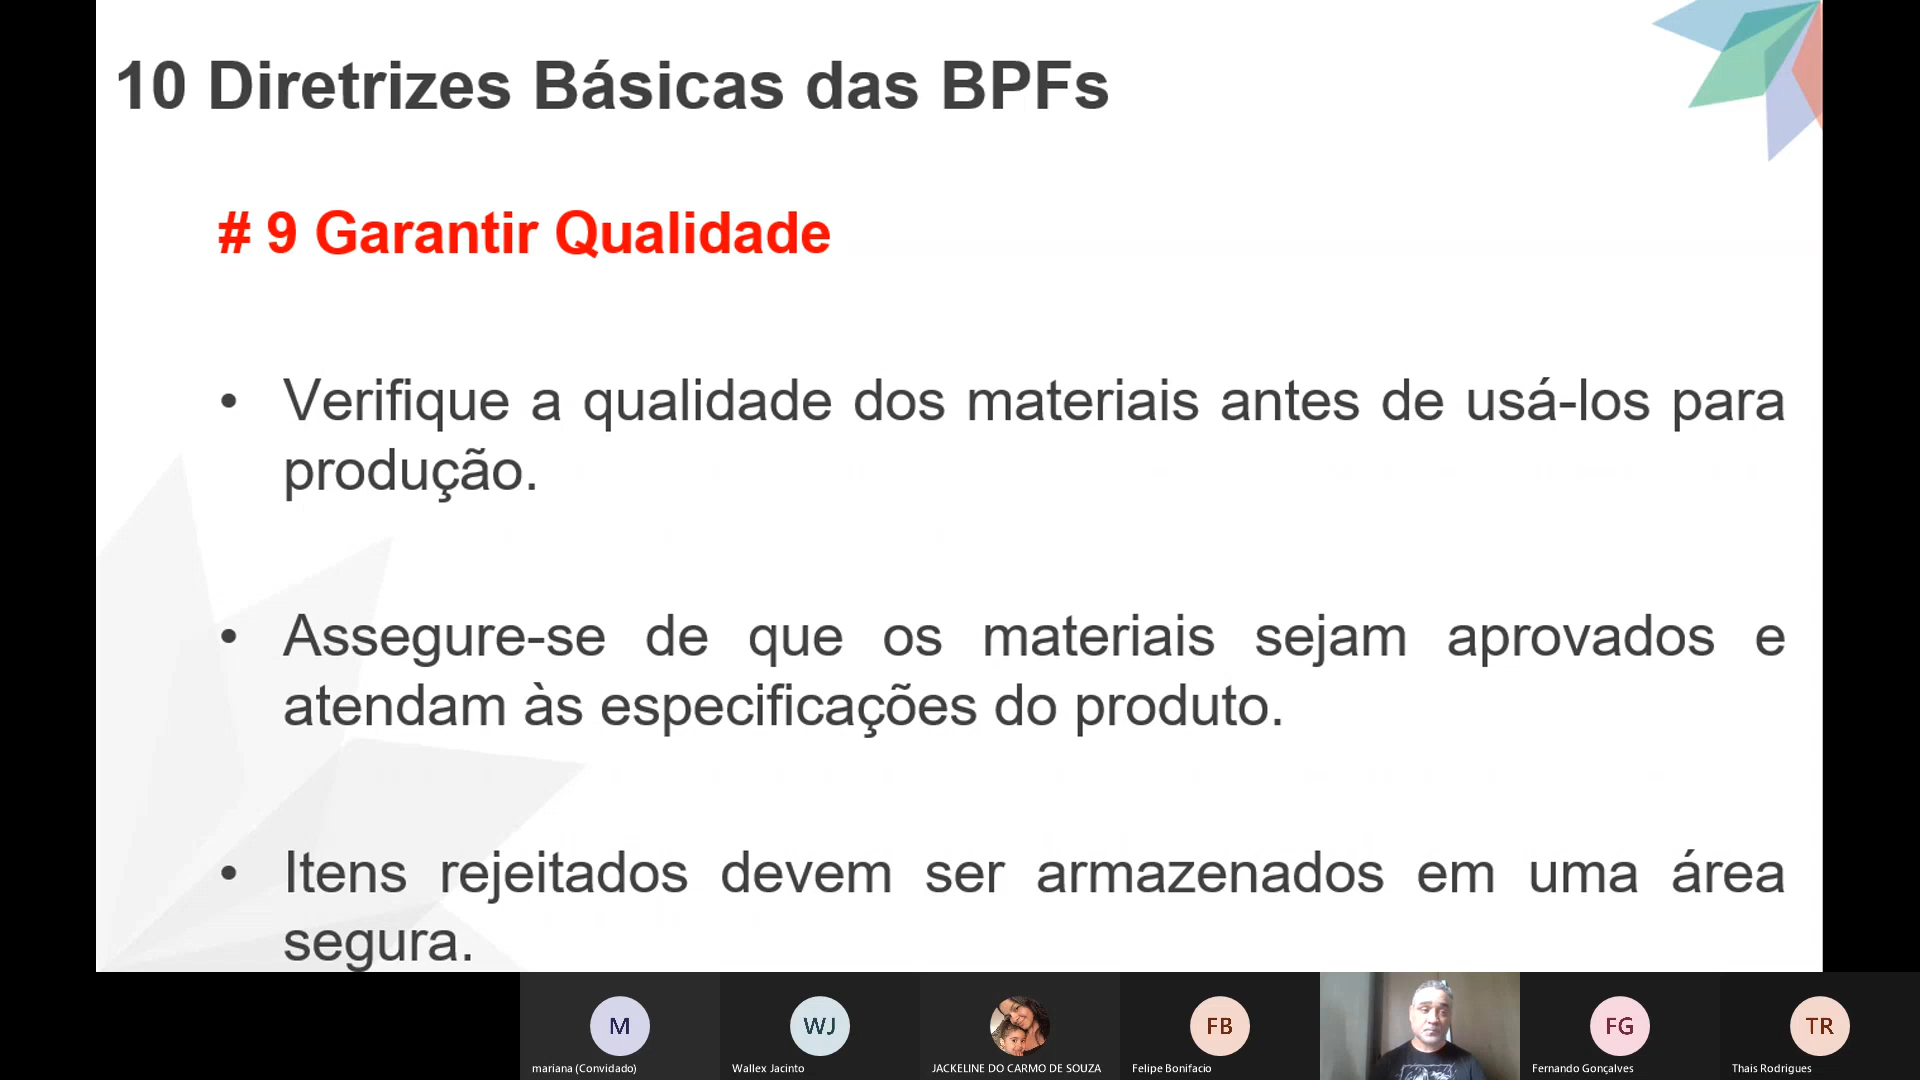 10 Diretrizes Básicas das BPFs
# 9 Garantir Qualidade
• Verifique a qualidade dos materiais antes de usá-los para
produção.
• Assegure-se de que os materiais sejam aprovados e
atendam às especificações do produto.
• Itens rejeitados devem ser armazenados em uma área
segura.
M
WJ
FB
FG
TR
mariana (Convidado)
Wallex Jacinto
JACKELINE DO CARMO DE SOUZA
Felipe Bonifacio
Fernando Gonçalves
Thais Rodrigues